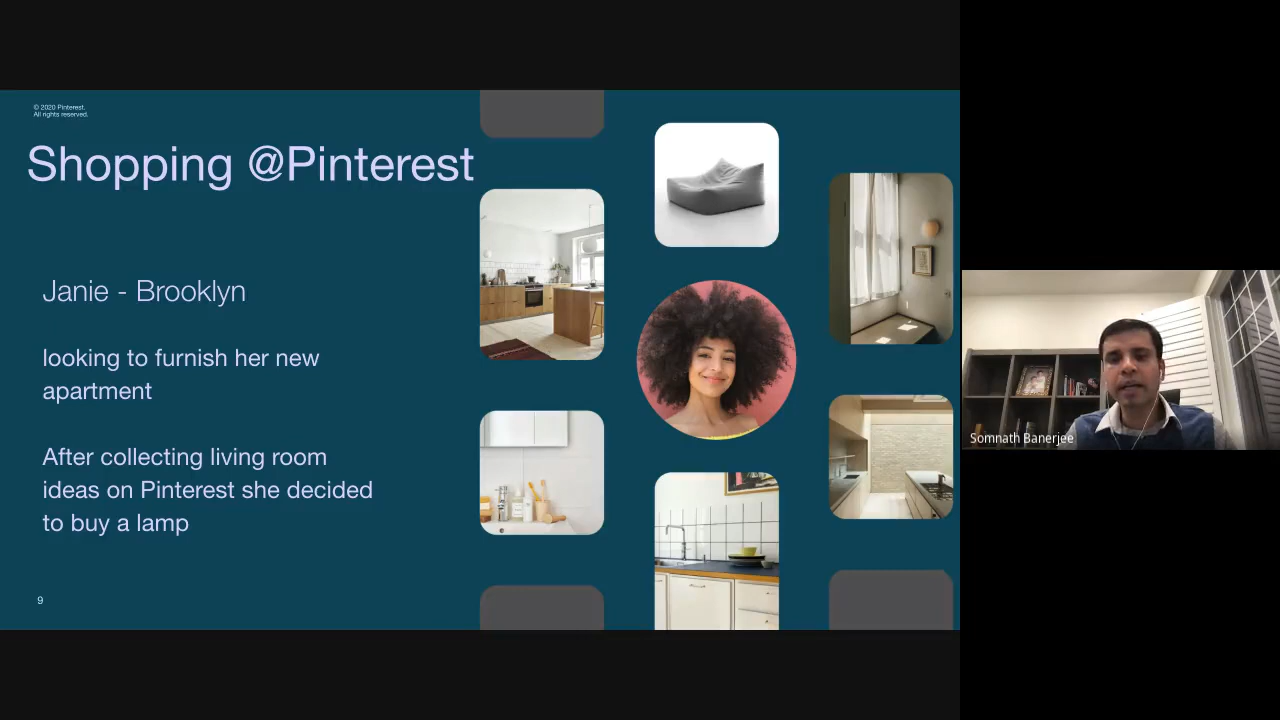 © 2020 Pinterest.
All rights reserved.
Shopping @Pinterest
Janie - Brooklyn
looking to furnish her new
apartment
After collecting living room
ideas on Pinterest she decided
to buy a lamp
9
Somnath Banerjee